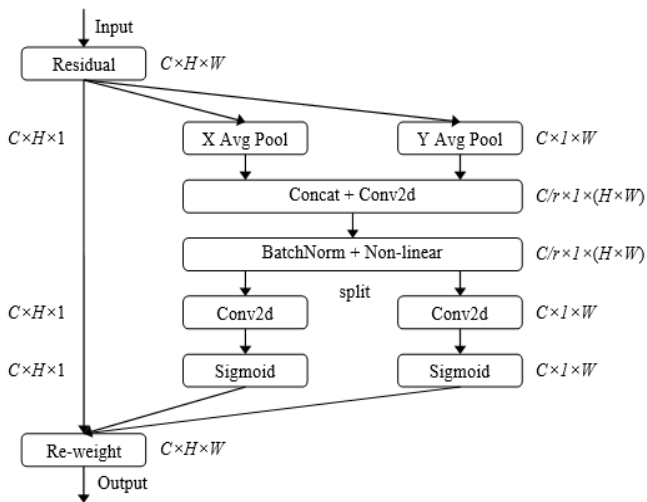 Input
Residual C×H×W
C×H×1 X Avg Pool Y Avg Pool C×1×W
Concat + Conv2d C/r×1×(H×W)
BatchNorm + Non-linear C/r×1×(H×W)
split
C×H×1 Conv2d Conv2d C×1×W
C×H×1 Sigmoid Sigmoid C×1×W
Re-weight C×H×W
Output